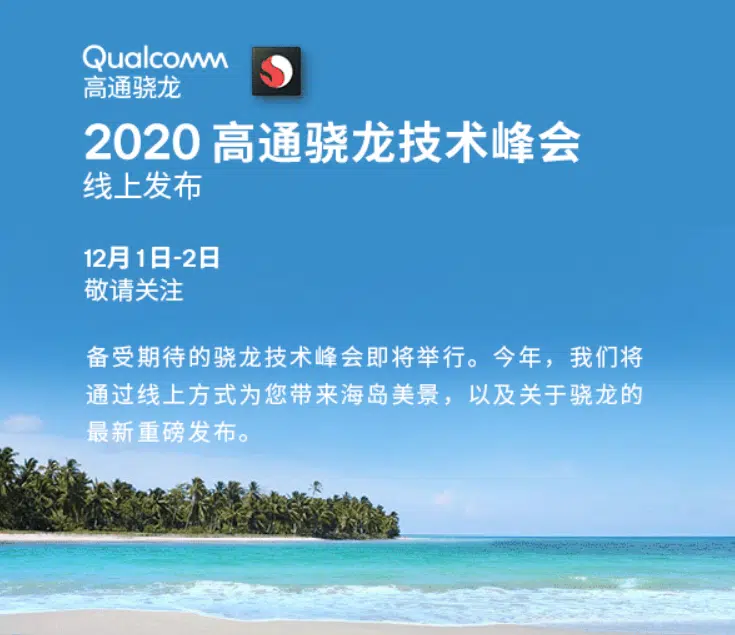 Qualcomm
高通骁龙
2020 高通骁龙技术峰会
线上发布
12月1日-2日
敬请关注
备受期待的骁龙技术峰会即将举行。今年，我们将
通过线上方式为您带来海岛美景，以及关于骁龙的
最新重磅发布。